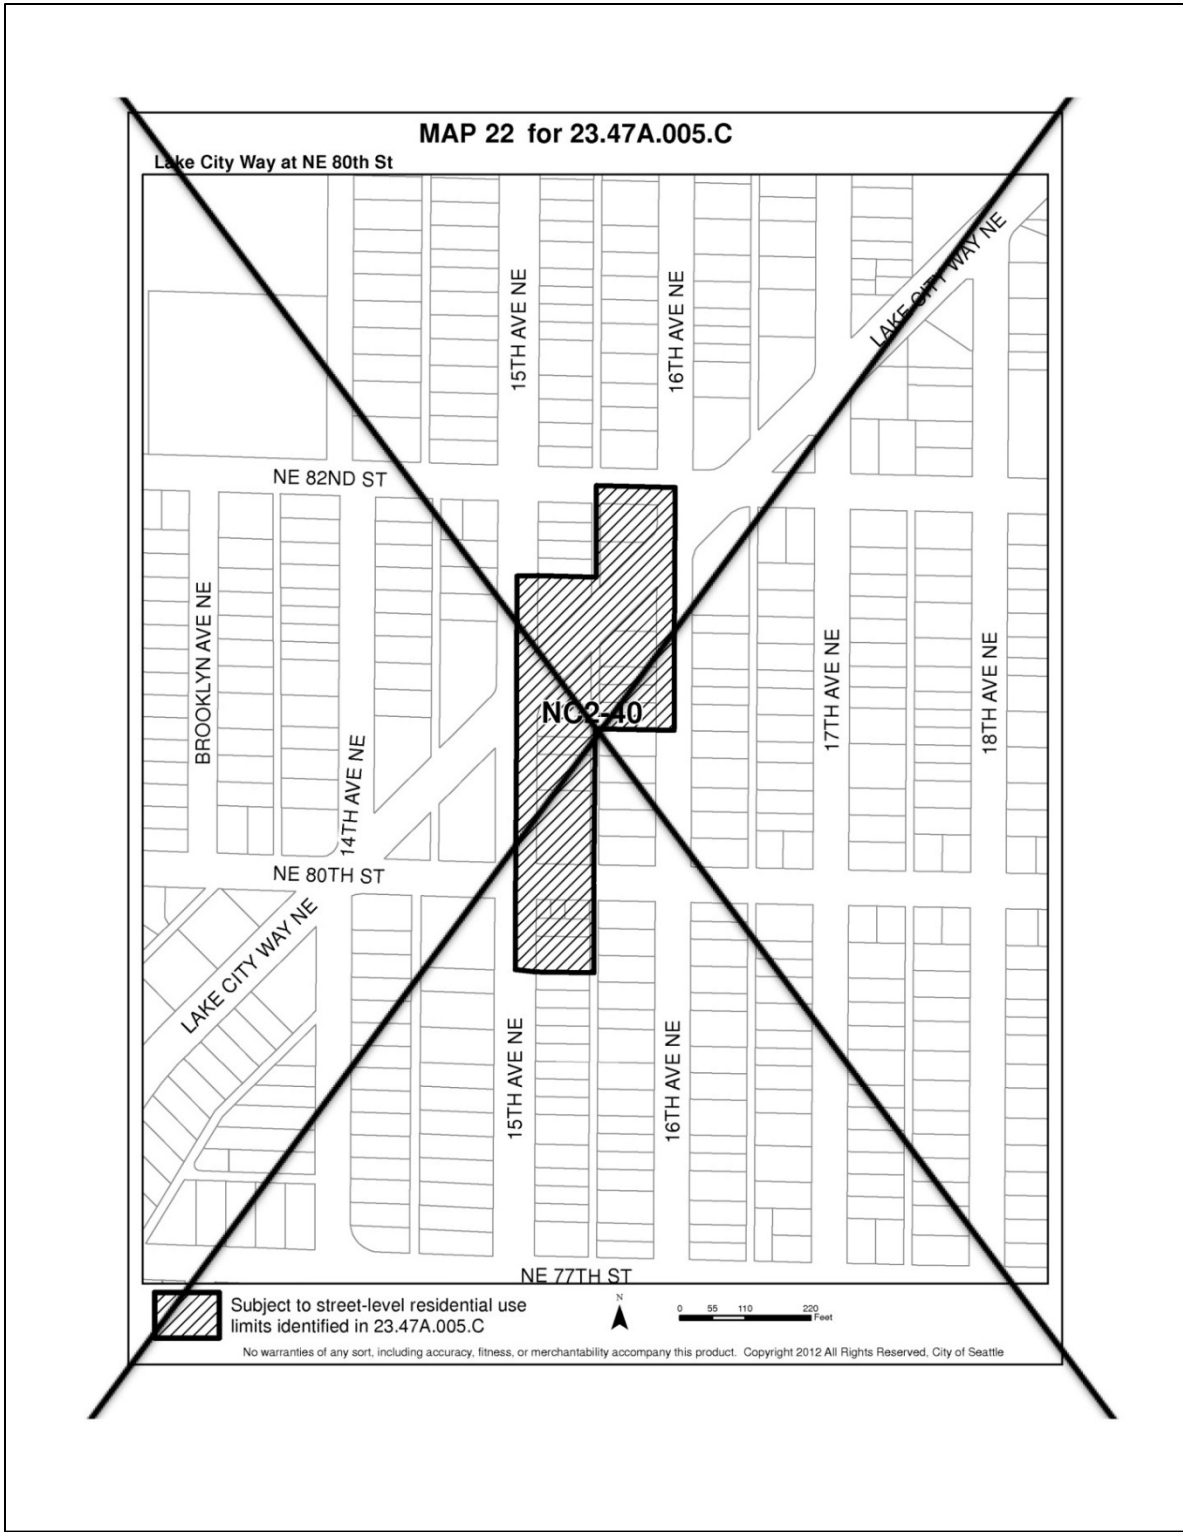 MAP 22 for 23.47A.005.C
Lake City Way at NE 80th St
LAKE CITY WAY NE
15TH AVE NE
16TH AVE NE
NE 82ND ST
BROOKLYN AVE NE
14TH AVE NE
NC2-40
17TH AVE NE
18TH AVE NE
NE 80TH ST
LAKE CITY WAY NE
15TH AVE NE
16TH AVE NE
NE 77TH ST
Subject to street-level residential use
limits identified in 23.47A.005.C
N
0 55 110 220
Feet
No warranties of any sort, including accuracy, fitness, or merchantability accompany this product. Copyright 2012 All Rights Reserved, City of Seattle